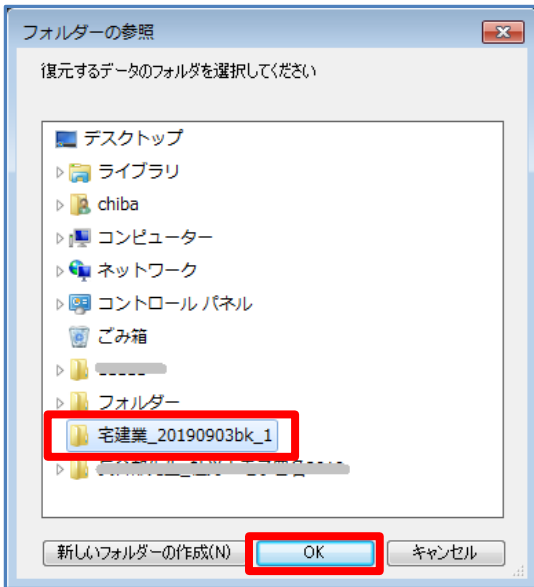 フォルダーの参照
復元するデータのフォルダを選択してください
デスクトップ
ライブラリ
chiba
コンピューター
ネットワーク
コントロール パネル
ごみ箱
フォルダー
宅建業_20190903bk_1
新しいフォルダーの作成(N)
OK
キャンセル